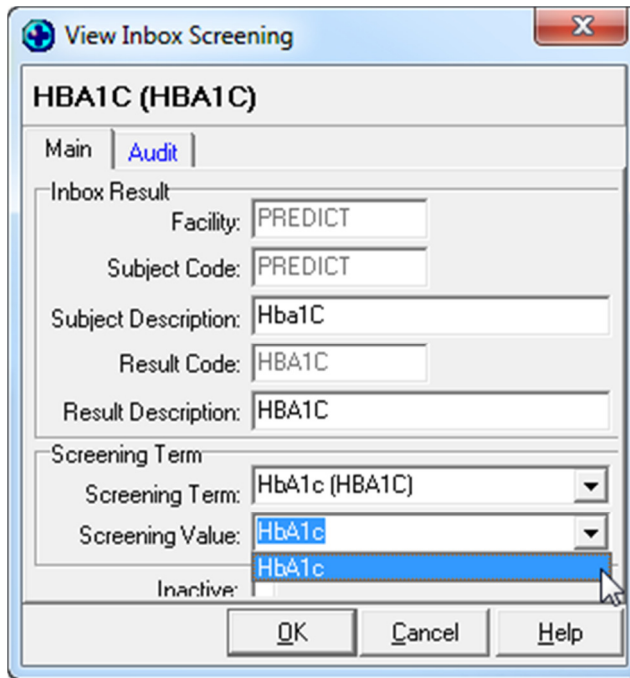 View Inbox Screening
HBA1C (HBA1C)
Main Audit
Inbox Result
Facility: PREDICT
Subject Code: PREDICT
Subject Description: Hba1C
Result Code: HBA1C
Result Description: HBA1C
Screening Term
Screening Term: HbA1c (HBA1C)
Screening Value: HbA1c
HbA1c
Inactive:
OK Cancel Help